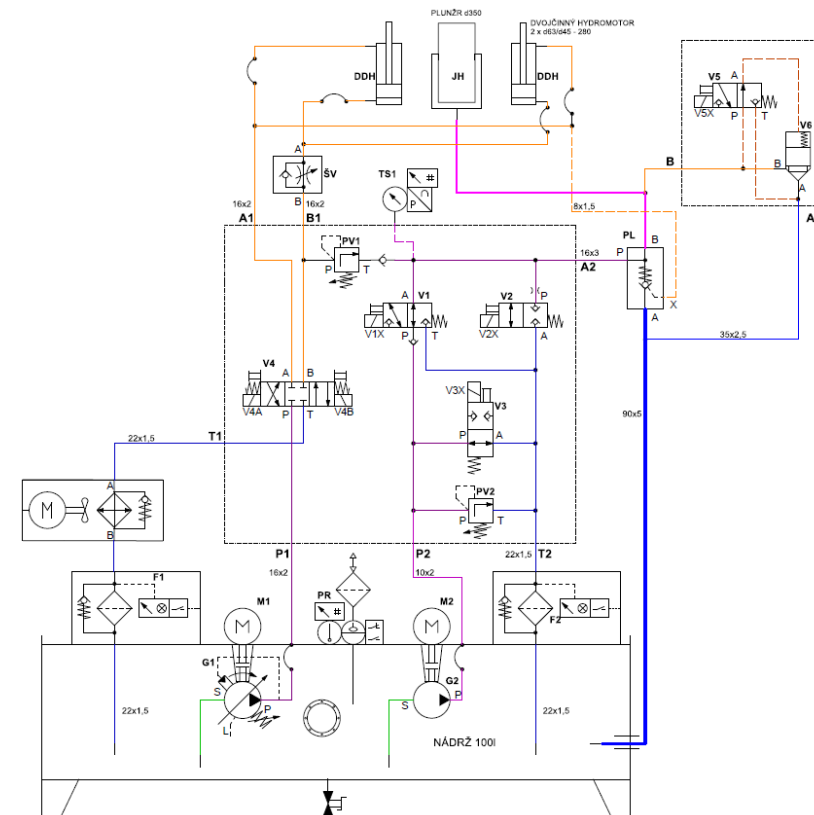 PLUNŽR d350
DVOJČINNÝ HYDROMOTOR
2 x d63/d45 - 280
DDH
JH
DDH
V5
A
V5X
P
T
V6
B
B
A
A
A
ŠV
B
TS1
#
P
16x2
16x2
A1
B1
8x1,5
PV1
P
T
16x3
A2
PL
P
B
X
A
A
V1
V1X
P
T
V2
P
V2X
A
35x2,5
V4
A
B
V4A
P
T
V4B
V3X
V3
P
A
90x5
22x1,5
T1
PV2
P
T
M
A
B
P1
16x2
P2
10x2
22x1,5
T2
F1
PR
#
M1
M
M2
M
F2
G1
S
P
L
G2
S
P
22x1,5
22x1,5
NÁDRŽ 100l